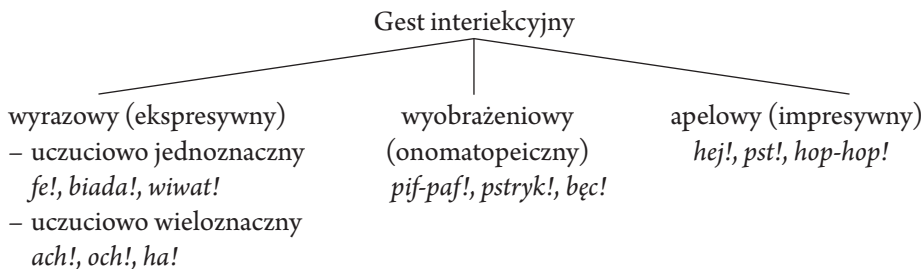 Gest interiekcyjny
wyrazowy (ekspresywny)
– uczuciowo jednoznaczny
fe!, biada!, wiwat!
– uczuciowo wieloznaczny
ach!, och!, ha!
wyobrażeniowy
(onomatopeiczny)
pif-paf!, pstryk!, bęc!
apelowy (impresywny)
hej!, pst!, hop-hop!